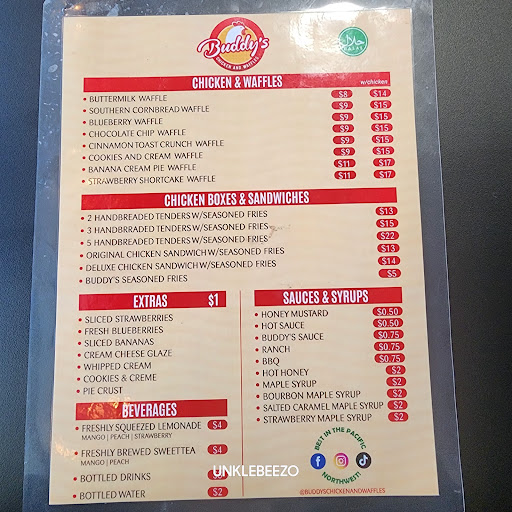 Buddy's
CHICKEN AND WAFFLES
حلال
HALAL
CHICKEN & WAFFLES w/chicken
• BUTTERMILK WAFFLE $8 $14
• SOUTHERN CORNBREAD WAFFLE $9 $15
• BLUEBERRY WAFFLE $9 $15
• CHOCOLATE CHIP WAFFLE $9 $15
• CINNAMON TOAST CRUNCH WAFFLE $9 $15
• COOKIES AND CREAM WAFFLE $9 $15
• BANANA CREAM PIE WAFFLE $11 $17
• STRAWBERRY SHORTCAKE WAFFLE $11 $17
CHICKEN BOXES & SANDWICHES
• 2 HANDBREADED TENDERS W/SEASONED FRIES $13
• 3 HANDBRRADED TENDERS W/SEASONED FRIES $15
• 5 HANDBREADED TENDERS W/SEASONED FRIES $22
• ORIGINAL CHICKEN SANDWICH W/SEASONED FRIES $13
• DELUXE CHICKEN SANDWICH W/SEASONED FRIES $14
• BUDDY'S SEASONED FRIES $5
EXTRAS $1
• SLICED STRAWBERRIES
• FRESH BLUEBERRIES
• SLICED BANANAS
• CREAM CHEESE GLAZE
• WHIPPED CREAM
• COOKIES & CREME
• PIE CRUST
BEVERAGES
• FRESHLY SQUEEZED LEMONADE $4
MANGO | PEACH | STRAWBERRY
• FRESHLY BREWED SWEETTEA $4
MANGO | PEACH
• BOTTLED DRINKS
• BOTTLED WATER
SAUCES & SYRUPS
• HONEY MUSTARD $0.50
• HOT SAUCE $0.50
• BUDDY'S SAUCE $0.75
• RANCH $0.75
• BBQ $0.75
• HOT HONEY $2
• MAPLE SYRUP $2
• BOURBON MAPLE SYRUP $2
• SALTED CARAMEL MAPLE SYRUP $2
• STRAWBERRY MAPLE SYRUP $2
BEST IN THE PACIFIC
NORTHWEST!
@BUDDYSCHICKENANDWAFFLES
UNKLEBEEZO